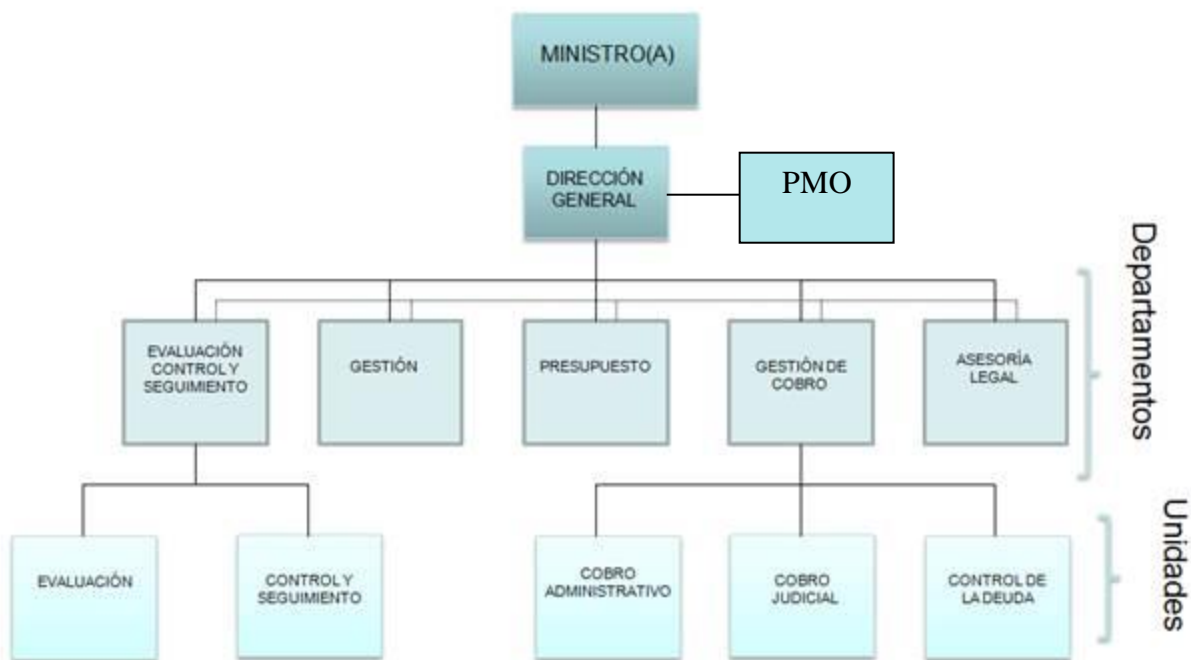 MINISTRO(A)
DIRECCIÓN
GENERAL
PMO
Departamentos
EVALUACIÓN
CONTROL Y
SEGUIMIENTO
GESTIÓN
PRESUPUESTO
GESTIÓN DE
COBRO
ASESORÍA
LEGAL
Unidades
EVALUACIÓN
CONTROL Y
SEGUIMIENTO
COBRO
ADMINISTRATIVO
COBRO
JUDICIAL
CONTROL DE
LA DEUDA